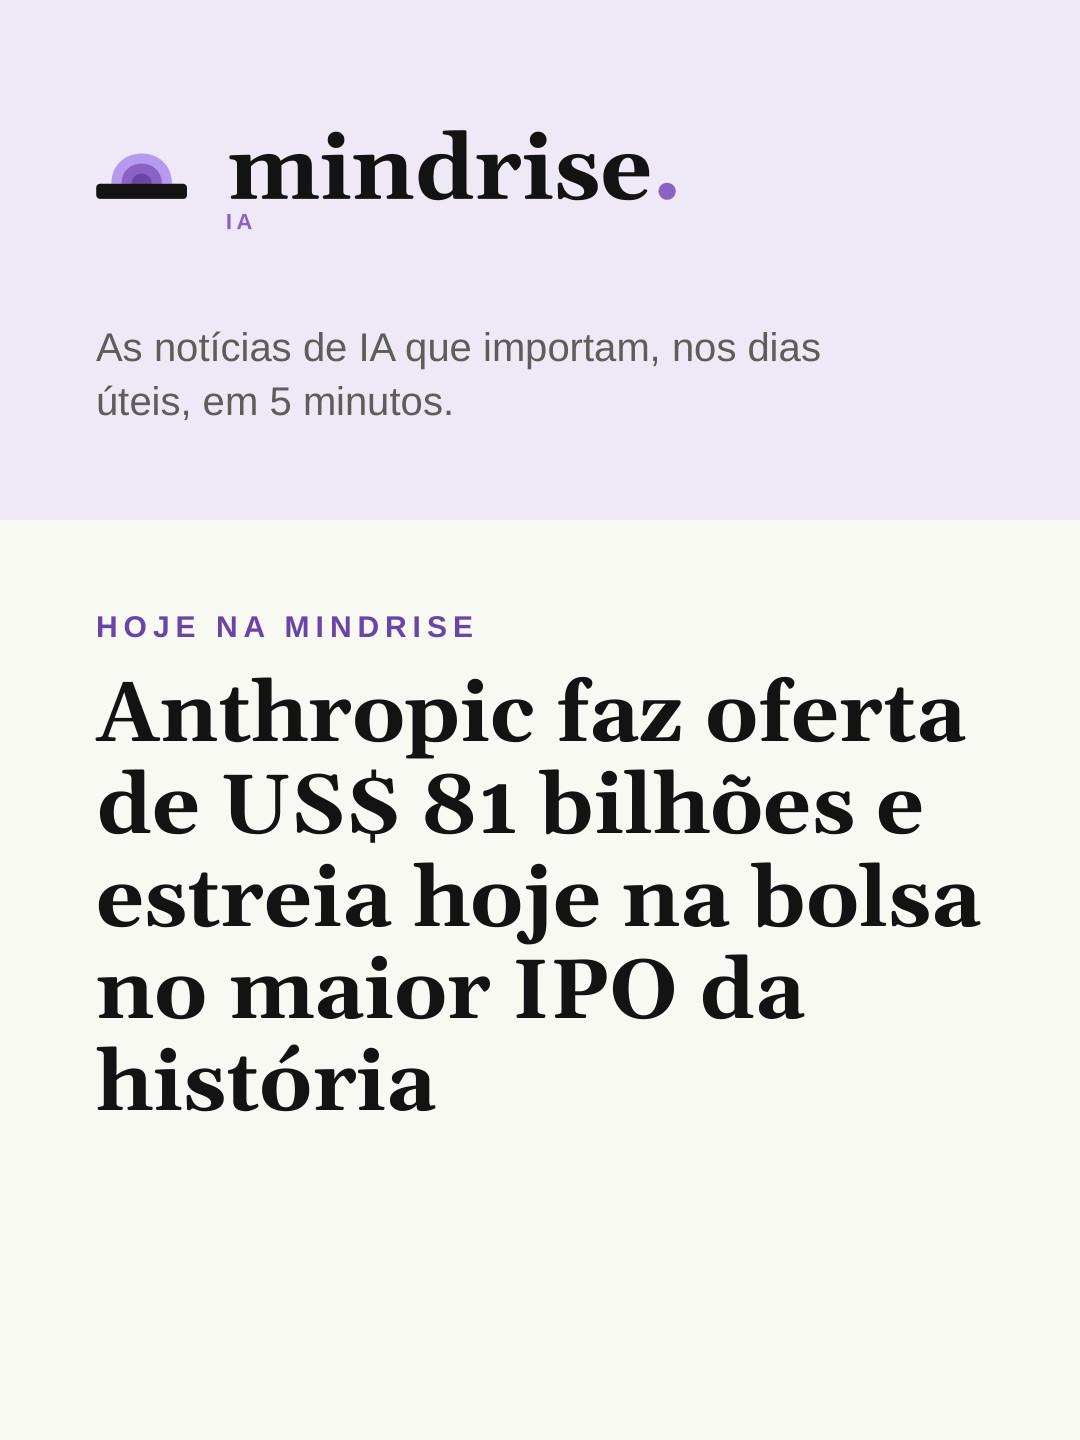 mindrise.
IA
As notícias de IA que importam, nos dias
úteis, em 5 minutos.
HOJE NA MINDRISE
Anthropic faz oferta
de US$ 81 bilhões e
estreia hoje na bolsa
no maior IPO da
história